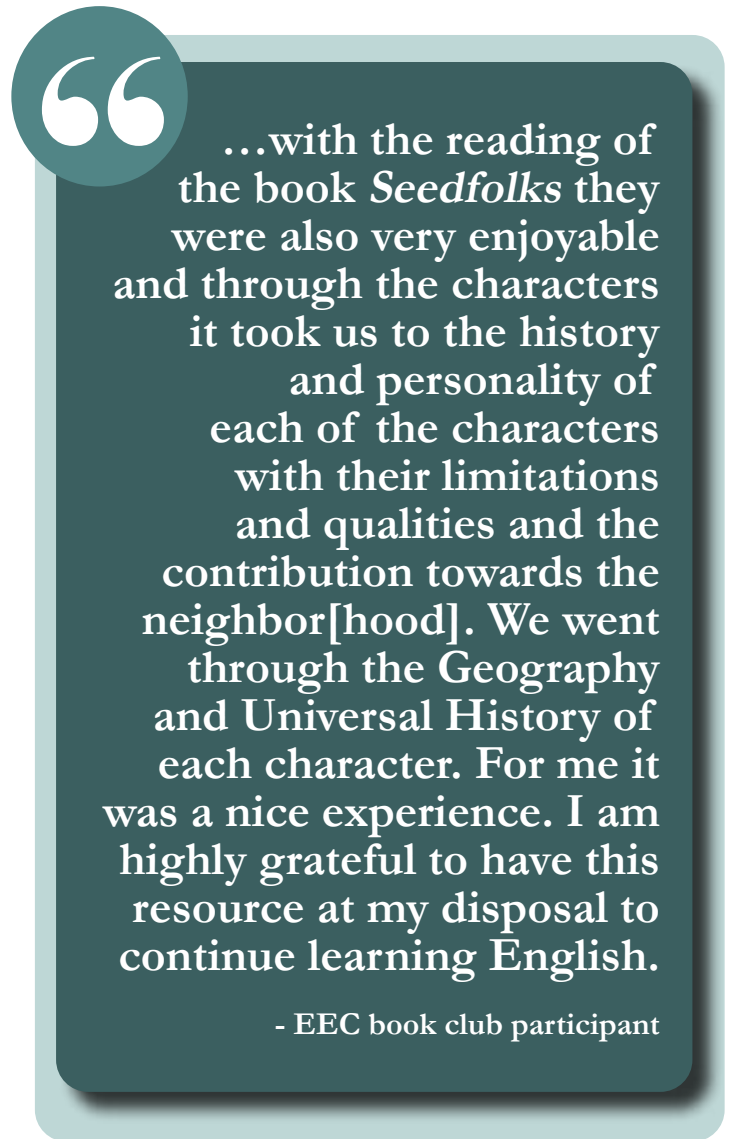 “
…with the reading of
the book Seedfolks they
were also very enjoyable
and through the characters
it took us to the history
and personality of
each of the characters
with their limitations
and qualities and the
contribution towards the
neighbor[hood]. We went
through the Geography
and Universal History of
each character. For me it
was a nice experience. I am
highly grateful to have this
resource at my disposal to
continue learning English.
- EEC book club participant